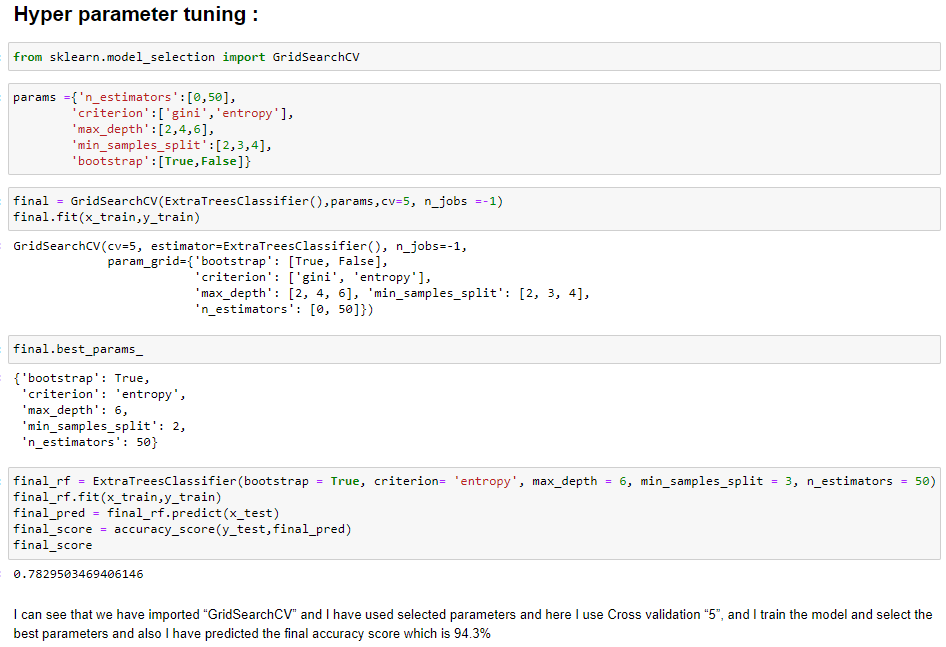 Hyper parameter tuning :
from sklearn.model_selection import GridSearchCV
params ={'n_estimators':[0,50],
'criterion':['gini','entropy'],
'max_depth':[2,4,6],
'min_samples_split':[2,3,4],
'bootstrap':[True,False]}
final = GridSearchCV(ExtraTreesClassifier(),params,cv=5, n_jobs =-1)
final.fit(x_train,y_train)
GridSearchCV(cv=5, estimator=ExtraTreesClassifier(), n_jobs=-1,
param_grid={'bootstrap': [True, False],
'criterion': ['gini', 'entropy'],
'max_depth': [2, 4, 6], 'min_samples_split': [2, 3, 4],
'n_estimators': [0, 50]})
final.best_params_
{'bootstrap': True,
'criterion': 'entropy',
'max_depth': 6,
'min_samples_split': 2,
'n_estimators': 50}
final_rf = ExtraTreesClassifier(bootstrap = True, criterion= 'entropy', max_depth = 6, min_samples_split = 3, n_estimators = 50)
final_rf.fit(x_train,y_train)
final_pred = final_rf.predict(x_test)
final_score = accuracy_score(y_test,final_pred)
final_score
0.7829503469406146
I can see that we have imported “GridSearchCV” and I have used selected parameters and here I use Cross validation “5”, and I train the model and select the
best parameters and also I have predicted the final accuracy score which is 94.3%